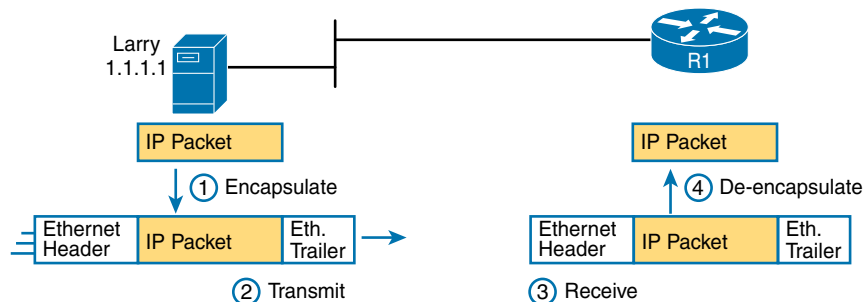 Larry
1.1.1.1
R1
IP Packet
IP Packet
1 Encapsulate
4 De-encapsulate
Ethernet
Header
IP Packet
Eth.
Trailer
Ethernet
Header
IP Packet
Eth.
Trailer
2 Transmit
3 Receive